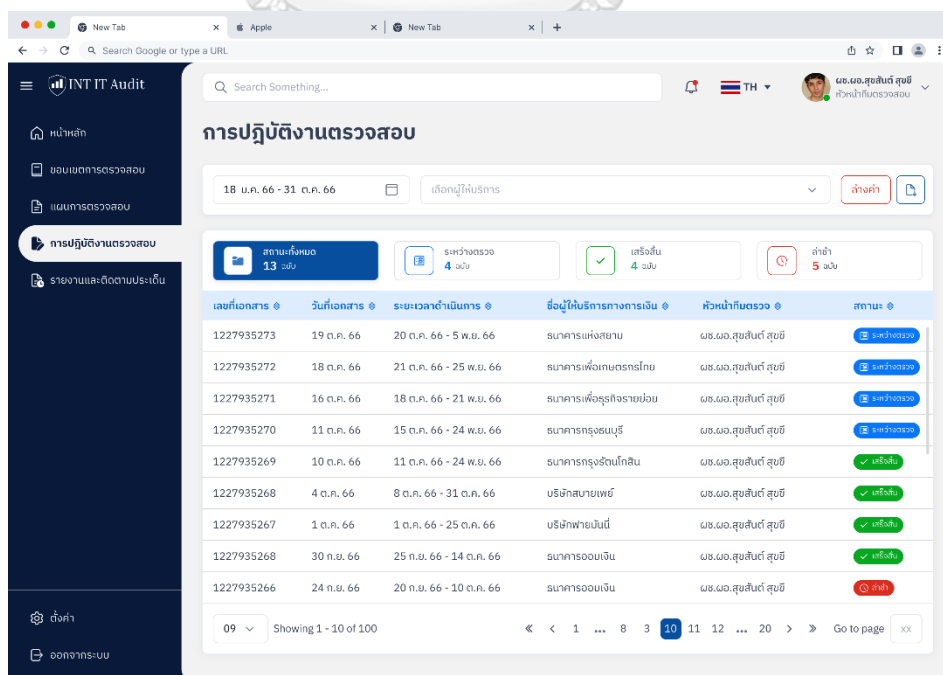 New Tab
Apple
New Tab
Search Google or type a URL
INT IT Audit
Search Something...
TH
ผช.ผอ.สุขสันต์ สุขขี
หัวหน้าทีมตรวจสอบ
หน้าหลัก
ขอบเขตการตรวจสอบ
แผนการตรวจสอบ
การปฏิบัติงานตรวจสอบ
รายงานและติดตามประเด็น
ตั้งค่า
ออกจากระบบ
การปฏิบัติงานตรวจสอบ
18 ม.ค. 66 - 31 ต.ค. 66
เลือกผู้ให้บริการ
ล้างค่า
สถานะทั้งหมด
13 ฉบับ
ระหว่างตรวจ
4 ฉบับ
เสร็จสิ้น
4 ฉบับ
ล่าช้า
5 ฉบับ
เลขที่เอกสาร วันที่เอกสาร ระยะเวลาดำเนินการ ชื่อผู้ให้บริการทางการเงิน หัวหน้าทีมตรวจ สถานะ
1227935273 19 ต.ค. 66 20 ต.ค. 66 - 5 พ.ย. 66 ธนาคารแห่งสยาม ผช.ผอ.สุขสันต์ สุขขี ระหว่างตรวจ
1227935272 18 ต.ค. 66 21 ต.ค. 66 - 25 พ.ย. 66 ธนาคารเพื่อเกษตรกรไทย ผช.ผอ.สุขสันต์ สุขขี ระหว่างตรวจ
1227935271 16 ต.ค. 66 18 ต.ค. 66 - 21 พ.ย. 66 ธนาคารเพื่อธุรกิจรายย่อย ผช.ผอ.สุขสันต์ สุขขี ระหว่างตรวจ
1227935270 11 ต.ค. 66 15 ต.ค. 66 - 24 พ.ย. 66 ธนาคารกรุงธนบุรี ผช.ผอ.สุขสันต์ สุขขี ระหว่างตรวจ
1227935269 10 ต.ค. 66 11 ต.ค. 66 - 24 พ.ย. 66 ธนาคารกรุงรัตนโกสิน ผช.ผอ.สุขสันต์ สุขขี เสร็จสิ้น
1227935268 4 ต.ค. 66 8 ต.ค. 66 - 31 ต.ค. 66 บริษัทสบายเพย์ ผช.ผอ.สุขสันต์ สุขขี เสร็จสิ้น
1227935267 1 ต.ค. 66 1 ต.ค. 66 - 25 ต.ค. 66 บริษัทฟายมันนี่ ผช.ผอ.สุขสันต์ สุขขี เสร็จสิ้น
1227935268 30 ก.ย. 66 25 ก.ย. 66 - 14 ต.ค. 66 ธนาคารออมเงิน ผช.ผอ.สุขสันต์ สุขขี เสร็จสิ้น
1227935266 24 ก.ย. 66 20 ก.ย. 66 - 10 ต.ค. 66 ธนาคารออมเงิน ผช.ผอ.สุขสันต์ สุขขี ล่าช้า
09 Showing 1 - 10 of 100 « < 1 ... 8 3 10 11 12 ... 20 > » Go to page xx